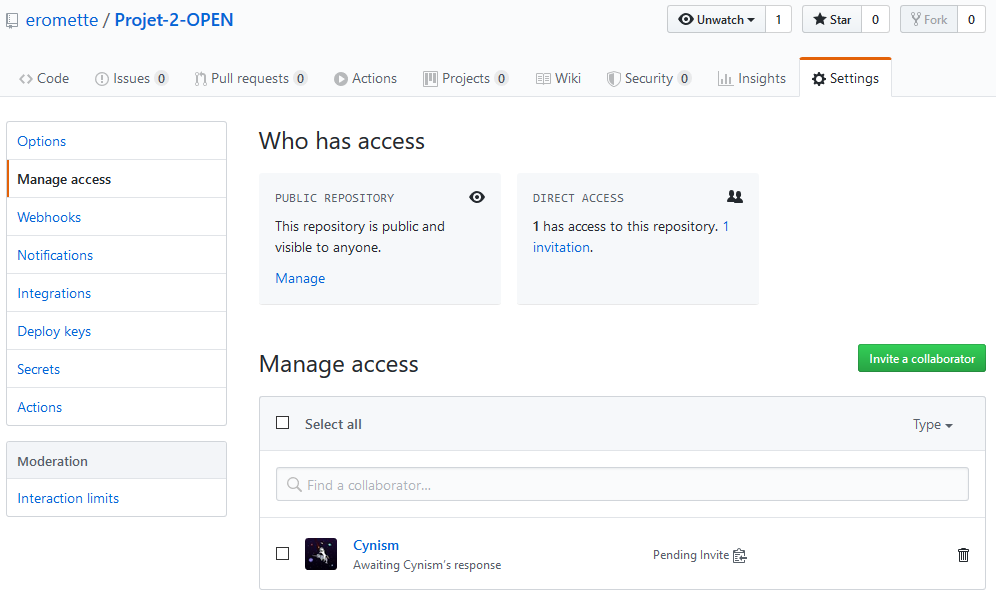 eromette / Projet-2-OPEN
Unwatch 1 Star 0 Fork 0
Code Issues 0 Pull requests 0 Actions Projects 0 Wiki Security 0 Insights Settings
Options
Manage access
Webhooks
Notifications
Integrations
Deploy keys
Secrets
Actions
Moderation
Interaction limits
Who has access
PUBLIC REPOSITORY
This repository is public and
visible to anyone.
Manage
DIRECT ACCESS
1 has access to this repository. 1
invitation.
Manage access
Invite a collaborator
Select all Type
Find a collaborator...
Cynism
Awaiting Cynism's response
Pending Invite